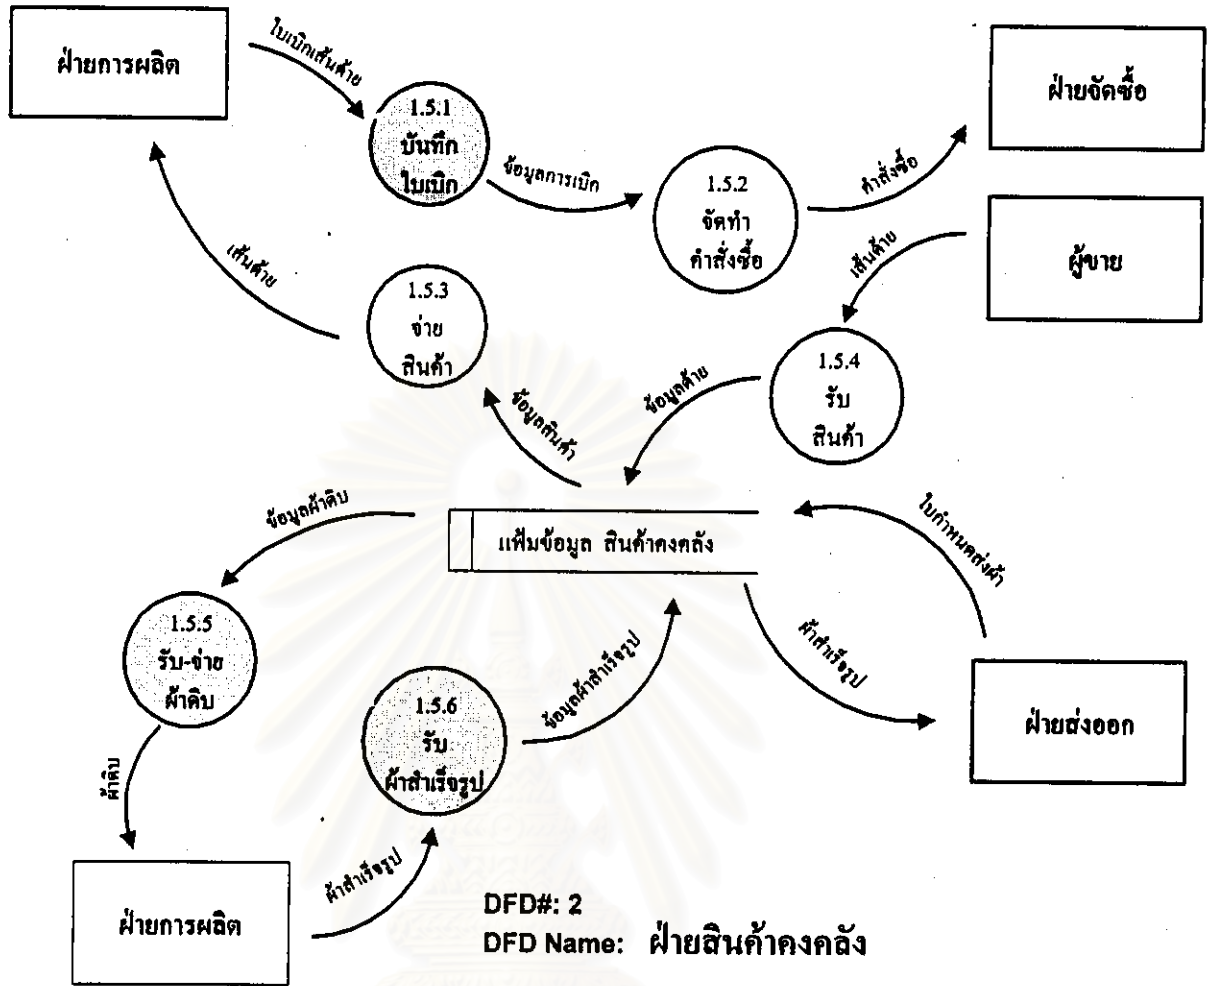 ฝ่ายการผลิต
ใบเบิกเส้นด้าย
1.5.1
บันทึก
ใบเบิก
ข้อมูลการเบิก
1.5.2
จัดทำ
คำสั่งซื้อ
คำสั่งซื้อ
ฝ่ายจัดซื้อ
ผู้ขาย
เส้นด้าย
เส้นด้าย
1.5.3
จ่าย
สินค้า
1.5.4
รับ
สินค้า
ข้อมูลด้าย
ข้อมูลสินค้า
ข้อมูลผ้าดิบ
แฟ้มข้อมูล สินค้าคงคลัง
ใบกำหนดส่งผ้า
1.5.5
รับ-จ่าย
ผ้าดิบ
1.5.6
รับ
ผ้าสำเร็จรูป
ข้อมูลผ้าสำเร็จรูป
ผ้าสำเร็จรูป
ฝ่ายส่งออก
ผ้าดิบ
ฝ่ายการผลิต
ผ้าสำเร็จรูป
DFD#: 2
DFD Name: ฝ่ายสินค้าคงคลัง